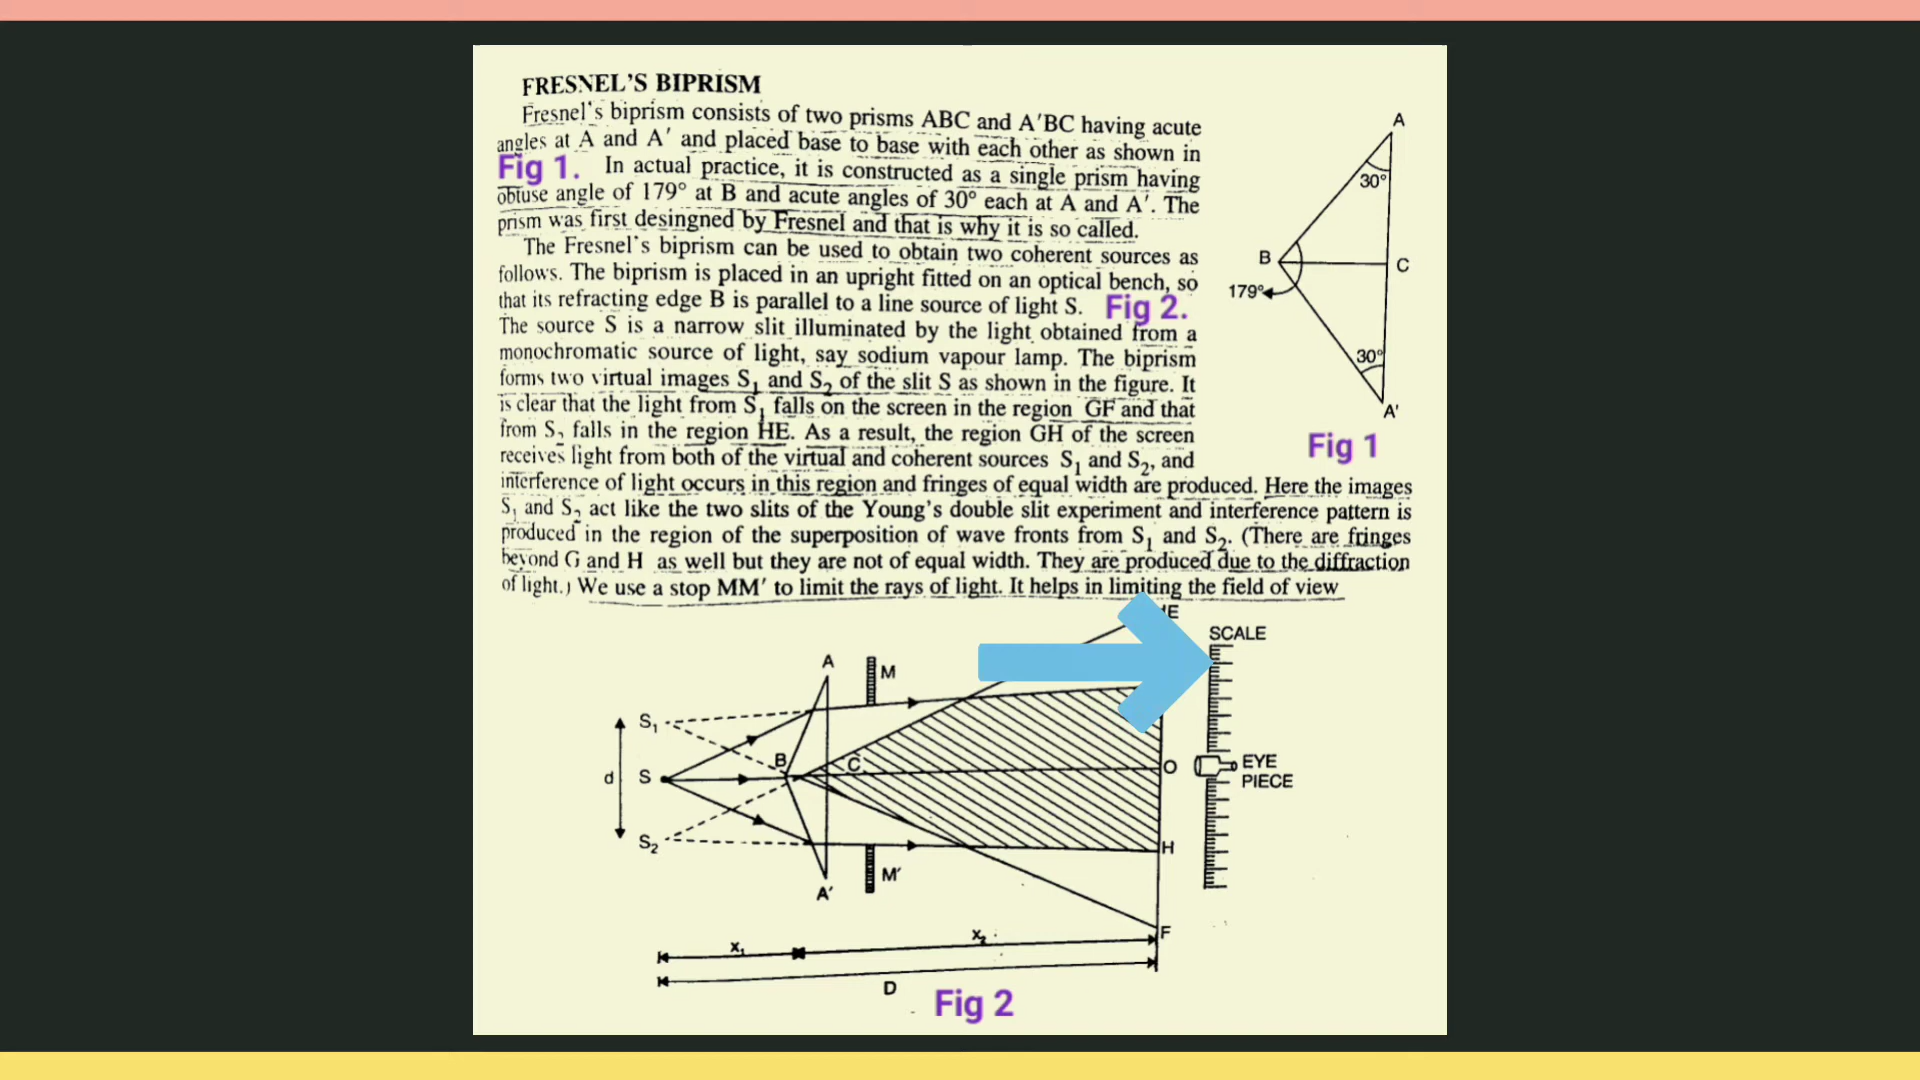 FRESNEL'S BIPRISM
Fresnel's biprism consists of two prisms ABC and A′BC having acute
angles at A and A′ and placed base to base with each other as shown in
Fig 1. In actual practice, it is constructed as a single prism having
obtuse angle of 179° at B and acute angles of 30° each at A and A′. The
prism was first desingned by Fresnel and that is why it is so called.
The Fresnel's biprism can be used to obtain two coherent sources as
follows. The biprism is placed in an upright fitted on an optical bench, so
that its refracting edge B is parallel to a line source of light S. Fig 2.
The source S is a narrow slit illuminated by the light obtained from a
monochromatic source of light, say sodium vapour lamp. The biprism
forms two virtual images S₁ and S₂ of the slit S as shown in the figure. It
is clear that the light from S₁ falls on the screen in the region GF and that
from S₂ falls in the region HE. As a result, the region GH of the screen
receives light from both of the virtual and coherent sources S₁ and S₂, and
interference of light occurs in this region and fringes of equal width are produced. Here the images
S₁ and S₂ act like the two slits of the Young's double slit experiment and interference pattern is
produced in the region of the superposition of wave fronts from S₁ and S₂. (There are fringes
beyond G and H as well but they are not of equal width. They are produced due to the diffraction
of light.) We use a stop MM′ to limit the rays of light. It helps in limiting the field of view
A
30°
B
C
179°
30°
A'
Fig 1
E
SCALE
A
M
S₁
B
C
d
S
O
EYE
PIECE
S₂
H
M′
A′
F
x₁
x₂
D
Fig 2